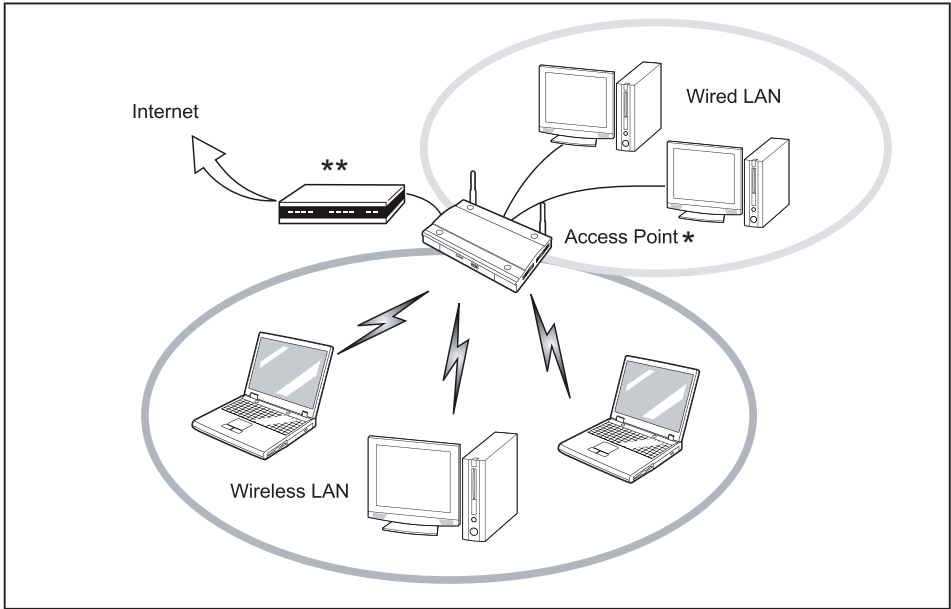 Wired LAN
Internet
**
Access Point *
Wireless LAN